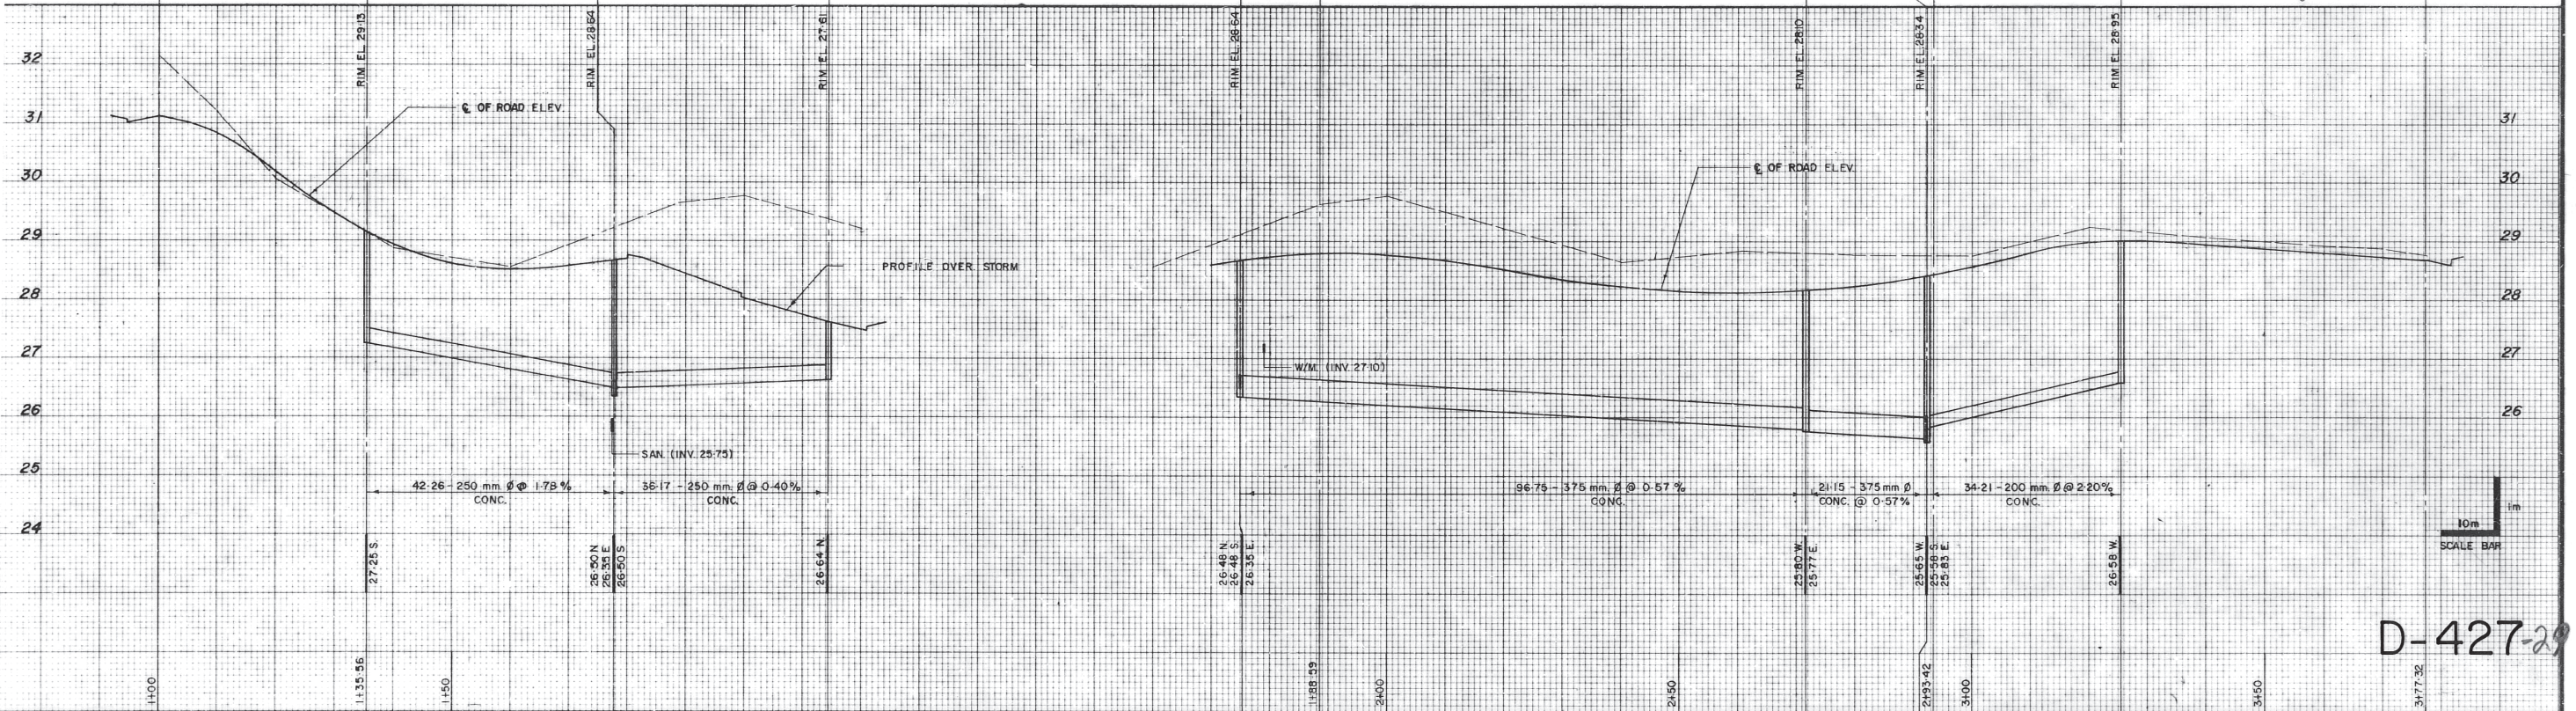 RIM EL. 29·13
RIM EL. 28·64
RIM EL. 27·61
RIM EL. 28·64
RIM EL. 28·10
RIM EL. 28·34
RIM EL. 28·95
32
31
30
29
28
27
26
25
24
31
30
29
28
27
26
℄ OF ROAD ELEV.
℄ OF ROAD ELEV.
PROFILE OVER STORM
W/M. (INV. 27·10)
SAN. (INV. 25·75)
42·26 - 250 mm. Ø @ 1·78 %
CONC.
36·17 - 250 mm. Ø @ 0·40%
CONC.
96·75 - 375 mm. Ø @ 0·57 %
CONC.
21·15 - 375 mm Ø
CONC. @ 0·57%
34·21 - 200 mm. Ø @ 2·20%
CONC.
1m
10m
SCALE BAR
27·25 S.
26·50 N
26·35 E
26·50 S
26·64 N.
26·48 N.
26·48 S.
26·35 E.
25·80 W.
25·77 E.
25·65 W.
25·58 S.
25·83 E.
26·58 W.
D-427-29
1+00
1+35·56
1+50
1+88·59
2+00
2+50
2+93·42
3+00
3+50
3+77·32